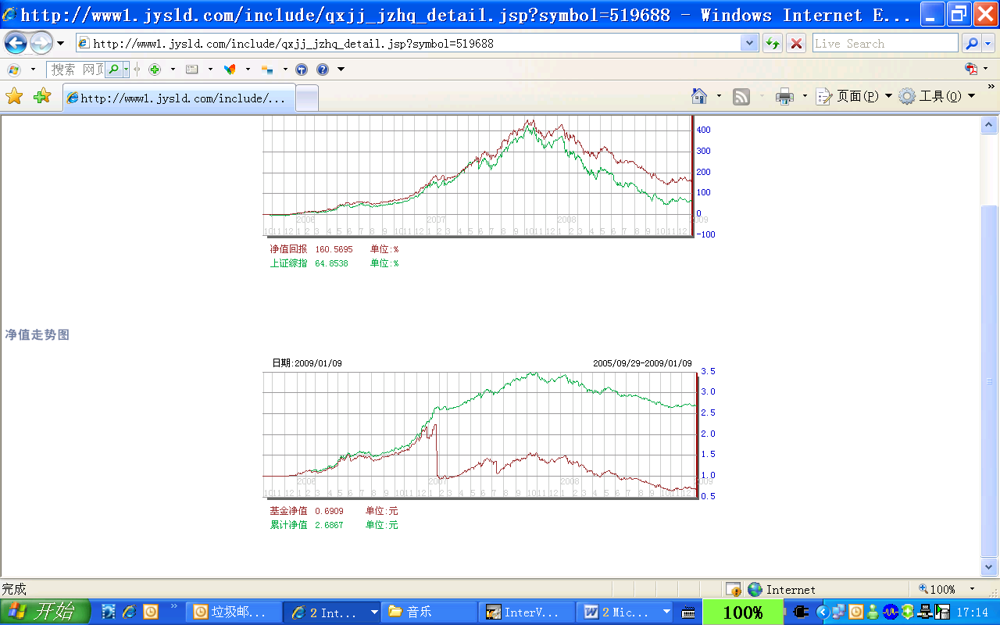 http://www1.jysld.com/include/qxjj_jzhq_detail.jsp?symbol=519688 - Windows Internet E...
http://www1.jysld.com/include/qxjj_jzhq_detail.jsp?symbol=519688
Live Search
搜索 网页
http://www1.jysld.com/include/...
页面(P)
工具(O)
400
300
200
100
0
-100
2006 2007 2008 2009
10 11 12 1 2 3 4 5 6 7 8 9 10 11 12 1 2 3 4 5 6 7 8 9 10 11 12 1 2 3 4 5 6 7 8 9 10 11 12
净值回报 160.5695 单位:%
上证综指 64.8538 单位:%
净值走势图
日期:2009/01/09 2005/09/29-2009/01/09
3.5
3.0
2.5
2.0
1.5
1.0
0.5
2006 2007 2008 2009
10 11 12 1 2 3 4 5 6 7 8 9 10 11 12 1 2 3 4 5 6 7 8 9 10 11 12 1 2 3 4 5 6 7 8 9 10 11 12
基金净值 0.6909 单位:元
累计净值 2.6867 单位:元
完成 Internet 100%
开始 垃圾邮... 2 Int... 音乐 InterV... 2 Mic... 100% 17:14